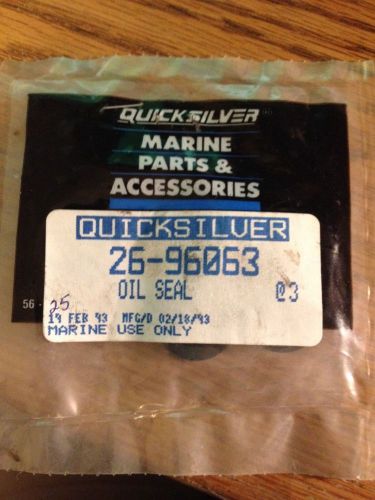 QUICKSILVER
MARINE
PARTS &
ACCESSORIES
QUICKSILVER
26-96063
OIL SEAL @3
56 -
25
19 FEB 93 MFG/D 02/18/93
MARINE USE ONLY